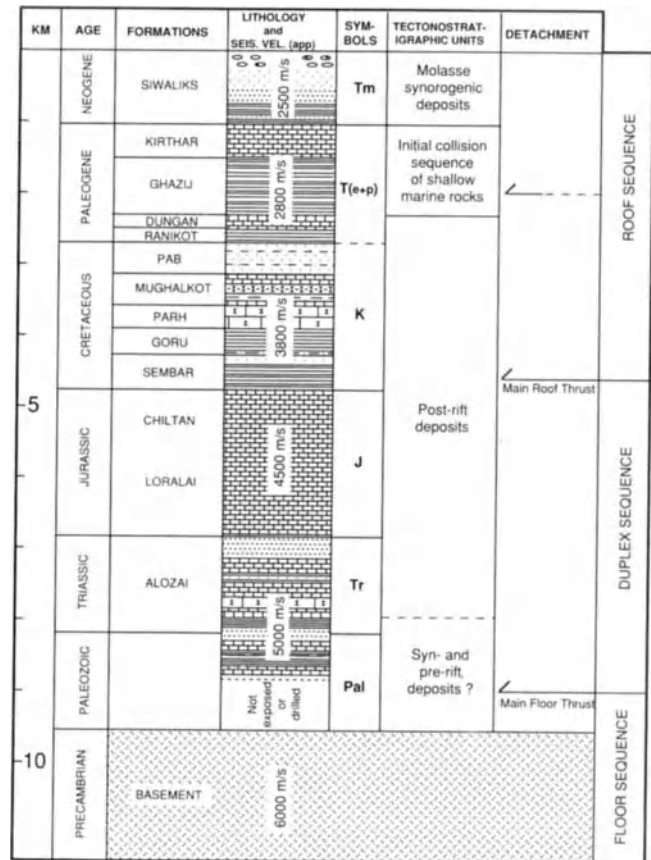 KM
AGE
FORMATIONS
LITHOLOGY
and
SEIS. VEL. (app)
SYM-
BOLS
TECTONOSTRAT-
IGRAPHIC UNITS
DETACHMENT
NEOGENE
SIWALIKS
2500 m/s
Tm
Molasse
synorogenic
deposits
PALEOGENE
KIRTHAR
GHAZIJ
DUNGAN
RANIKOT
2800 m/s
T(e+p)
Initial collision
sequence
of shallow
marine rocks
ROOF SEQUENCE
CRETACEOUS
PAB
MUGHALKOT
PARH
GORU
SEMBAR
3800 m/s
K
Main Roof Thrust
-5
JURASSIC
CHILTAN
LORALAI
4500 m/s
J
Post-rift
deposits
DUPLEX SEQUENCE
TRIASSIC
ALOZAI
5000 m/s
Tr
PALEOZOIC
Not
exposed
or
drilled
Pal
Syn- and
pre-rift
deposits ?
Main Floor Thrust
-10
PRECAMBRIAN
BASEMENT
6000 m/s
FLOOR SEQUENCE